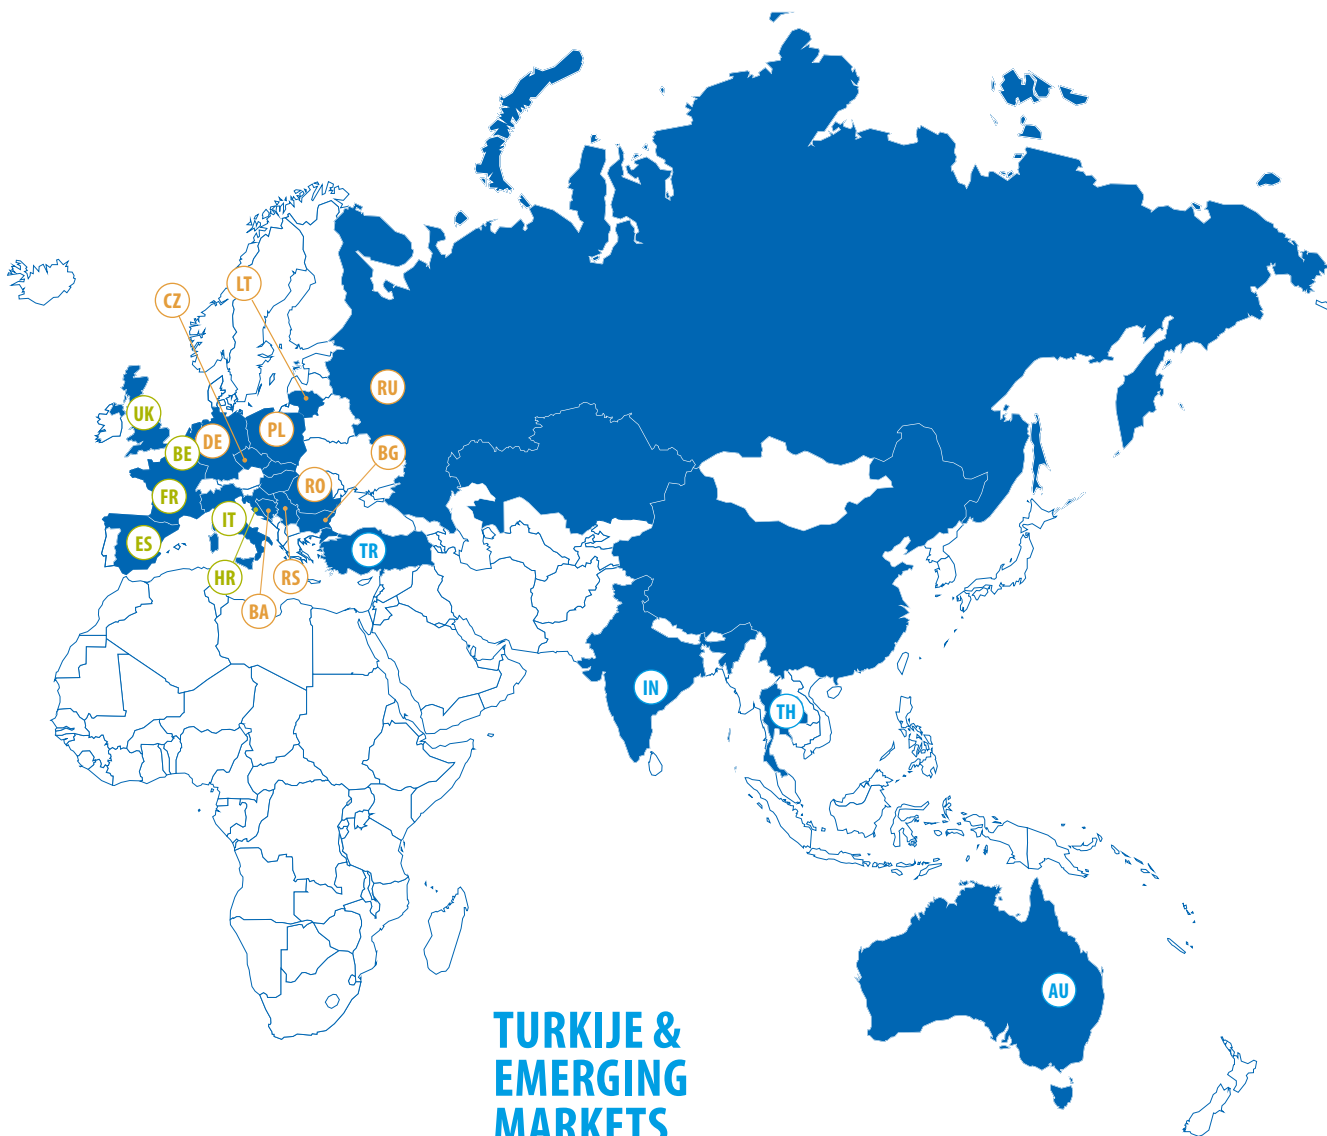 LT
CZ
RU
UK
PL
DE
BE
BG
RO
FR
IT
ES
TR
HR
RS
BA
IN
TH
AU
TURKIJE &
EMERGING
MARKETS